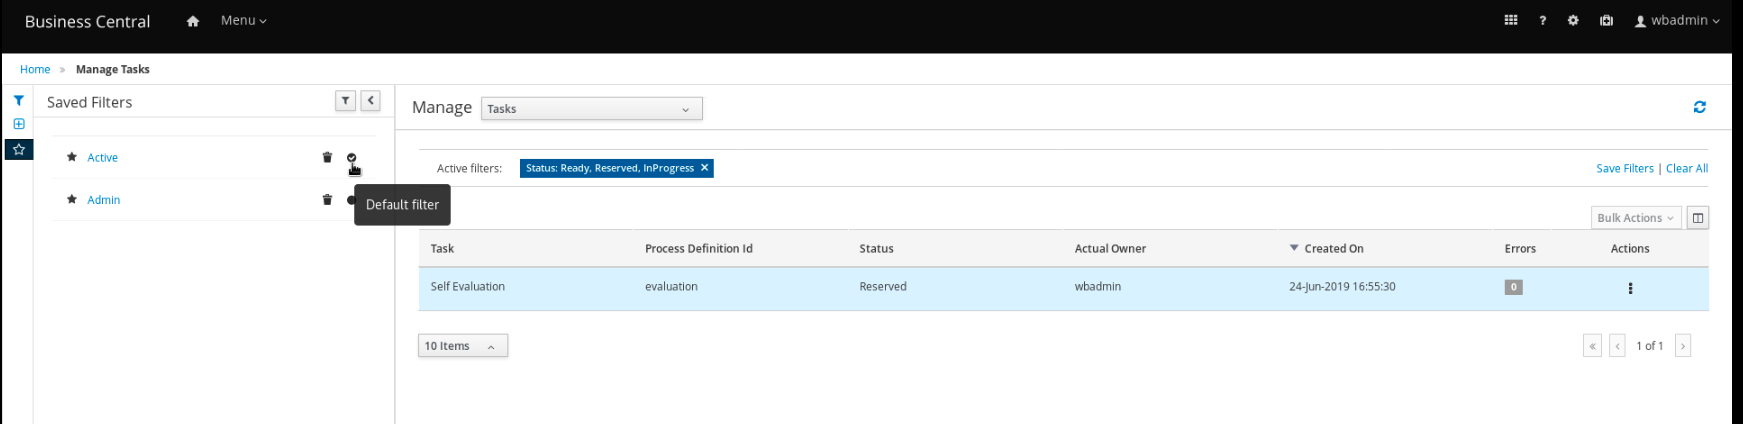 Business Central
Menu
wbadmin
Home » Manage Tasks
Saved Filters
Active
Admin
Default filter
Manage
Tasks
Active filters:
Status: Ready, Reserved, InProgress ✕
Save Filters | Clear All
Bulk Actions
Task Process Definition Id Status Actual Owner Created On Errors Actions
Self Evaluation evaluation Reserved wbadmin 24-Jun-2019 16:55:30 0
10 Items
1 of 1